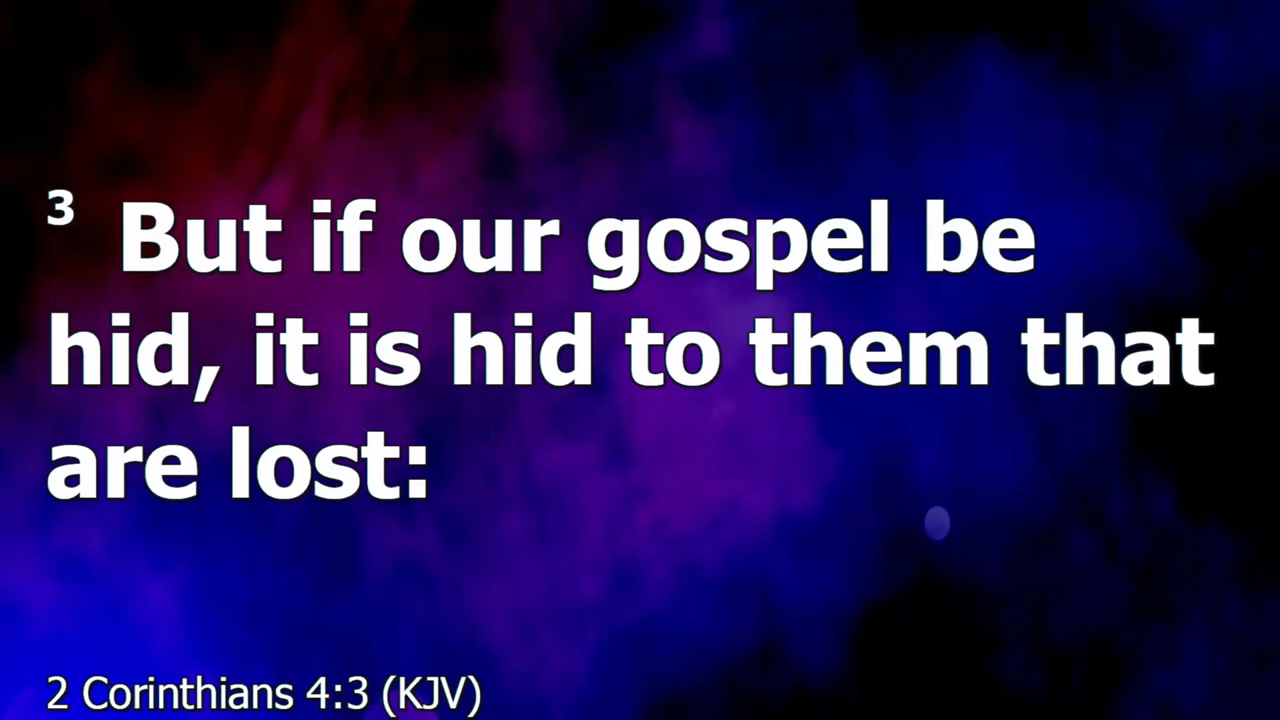 3 But if our gospel be
hid, it is hid to them that
are lost:
2 Corinthians 4:3 (KJV)